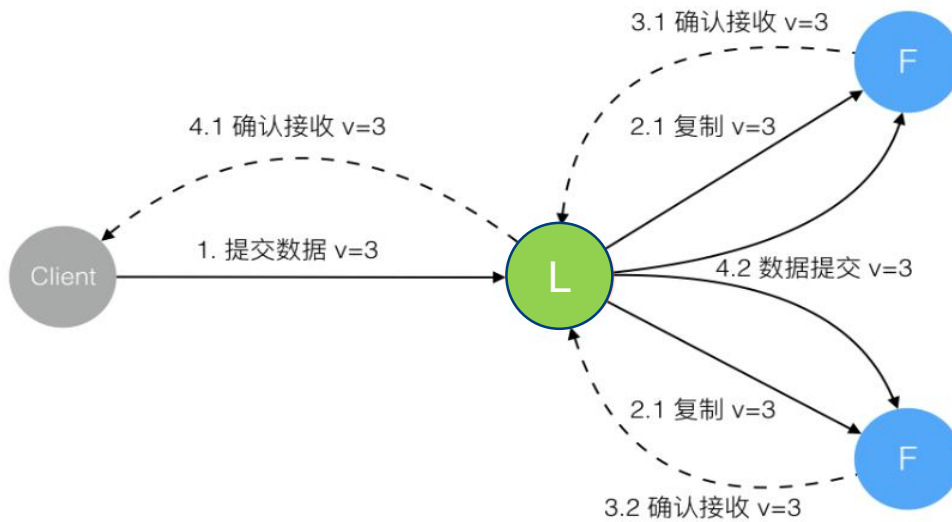 3.1 确认接收 v=3
F
4.1 确认接收 v=3
2.1 复制 v=3
1. 提交数据 v=3
Client
L
4.2 数据提交 v=3
2.1 复制 v=3
F
3.2 确认接收 v=3